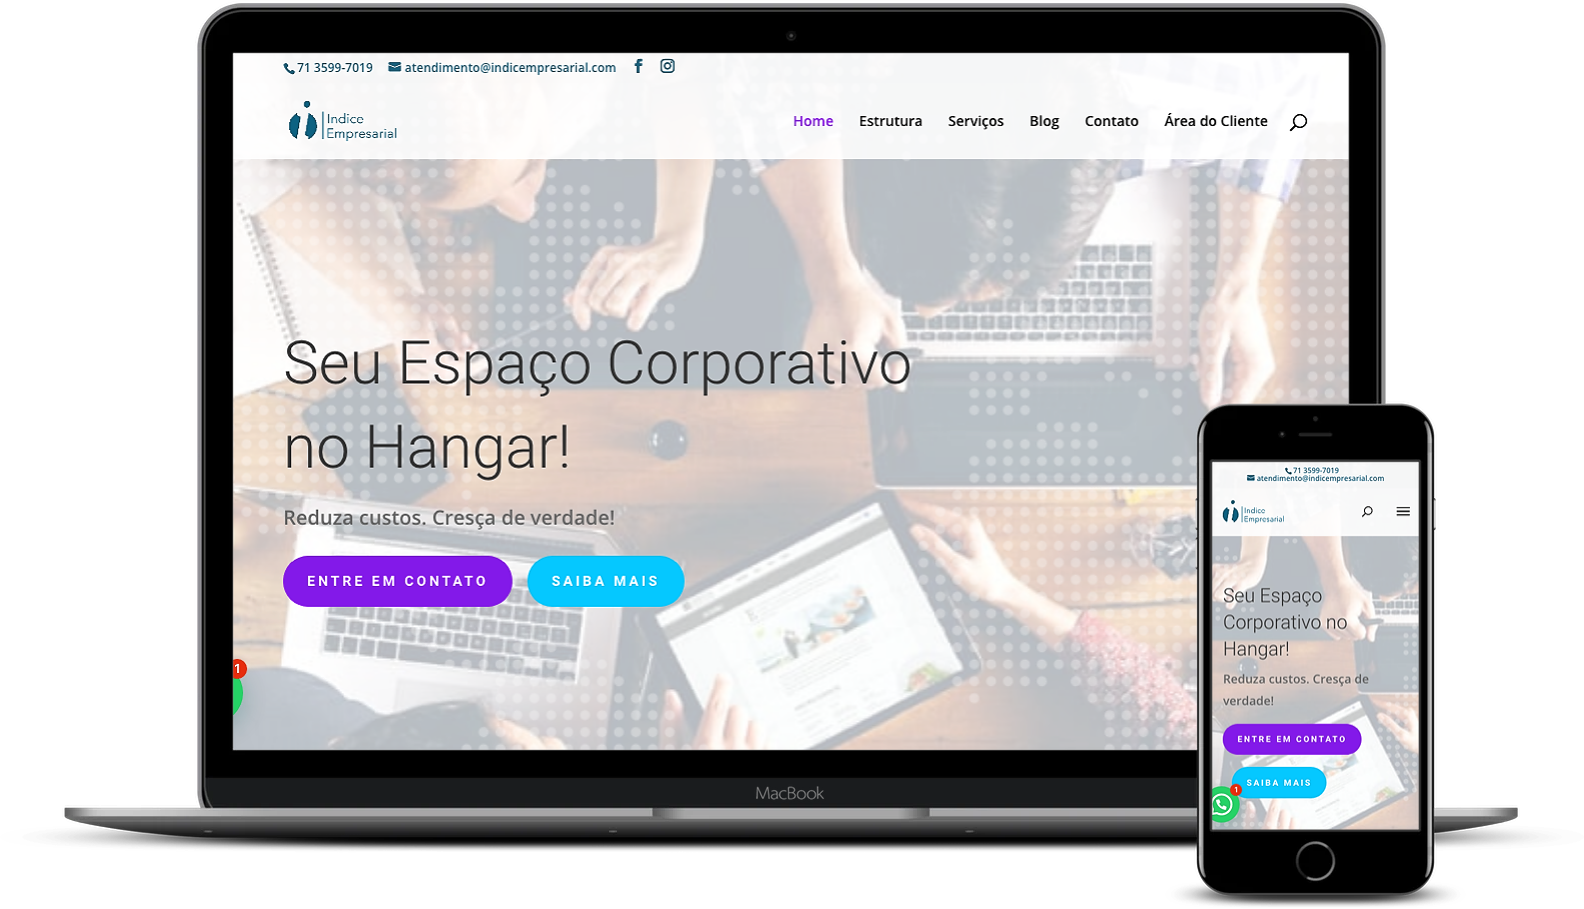 71 3599-7019 atendimento@indicempresarial.com
Indice
Empresarial
Home Estrutura Serviços Blog Contato Área do Cliente
Seu Espaço Corporativo
no Hangar!
Reduza custos. Cresça de verdade!
ENTRE EM CONTATO SAIBA MAIS
1
MacBook
71 3599-7019
atendimento@indicempresarial.com
Indice
Empresarial
Seu Espaço
Corporativo no
Hangar!
Reduza custos. Cresça de
verdade!
ENTRE EM CONTATO
SAIBA MAIS
1